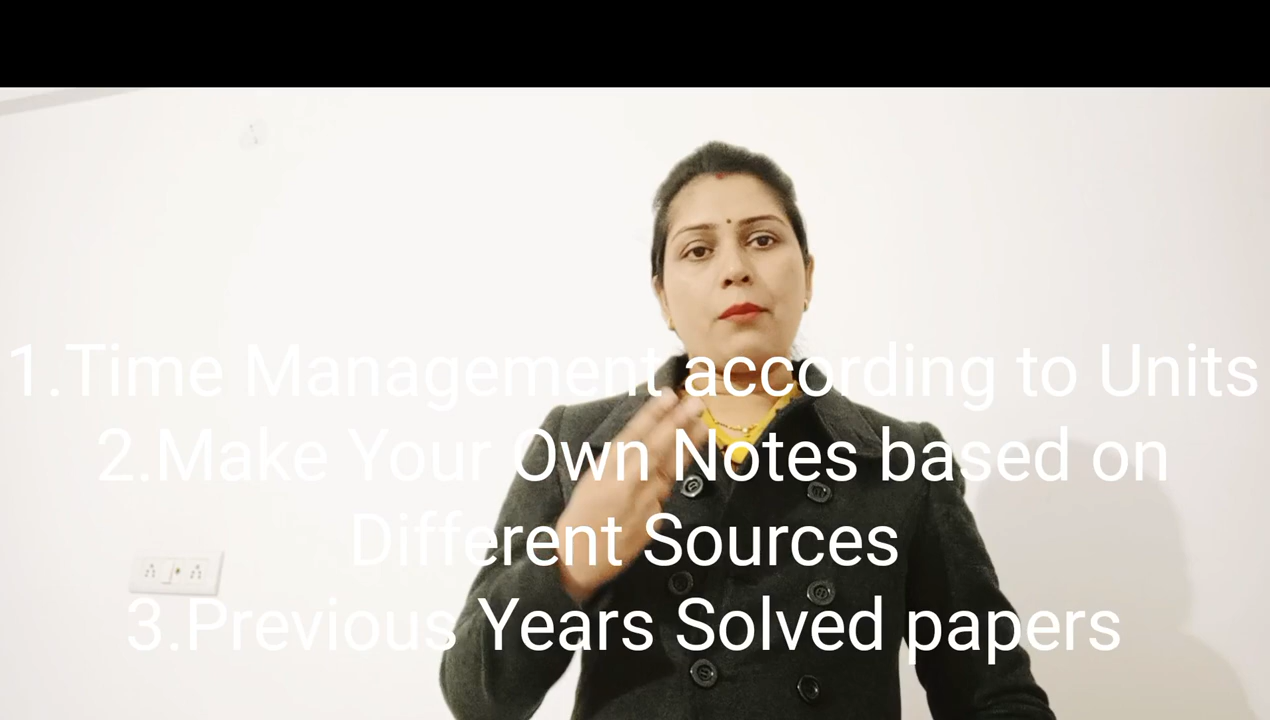 1.Time Management according to Units
2.Make Your Own Notes based on
Different Sources
3.Previous Years Solved papers